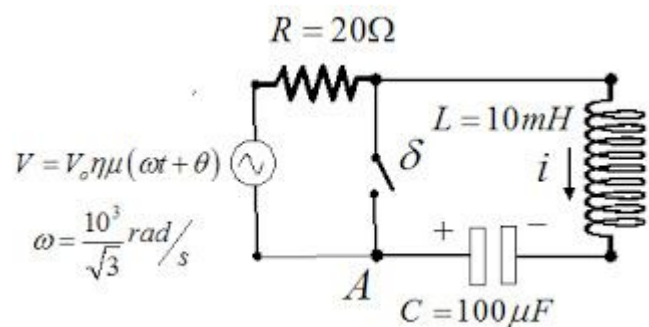 R = 20Ω
L = 10mH
δ
V = V₀ημ(ωt + θ)
i
ω = 10³/√3 rad/s
+ −
A
C = 100μF